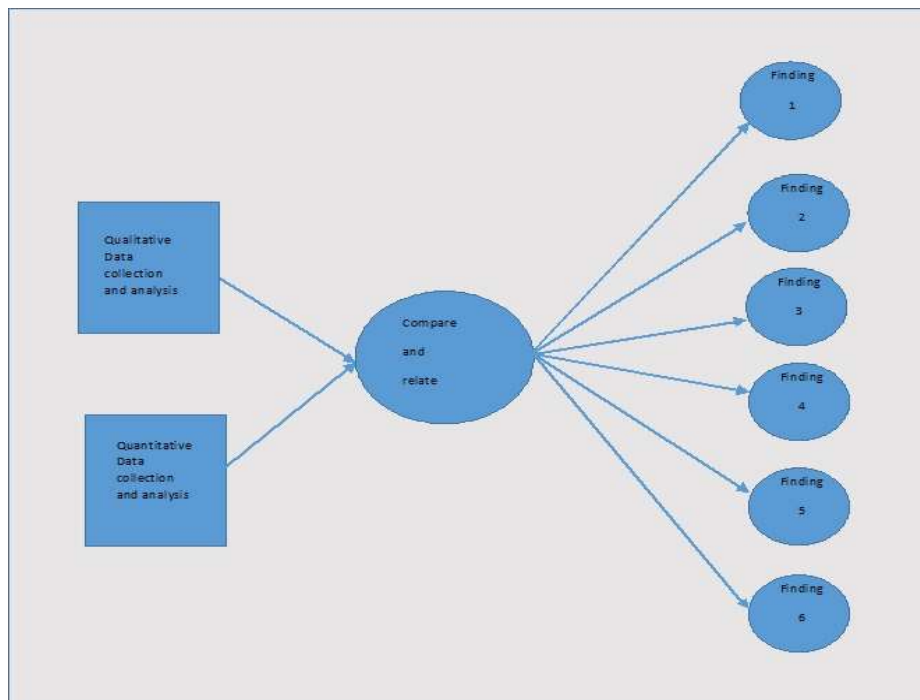 Qualitative
Data
collection
and analysis
Quantitative
Data
collection
and analysis
Compare
and
relate
Finding
1
Finding
2
Finding
3
Finding
4
Finding
5
Finding
6